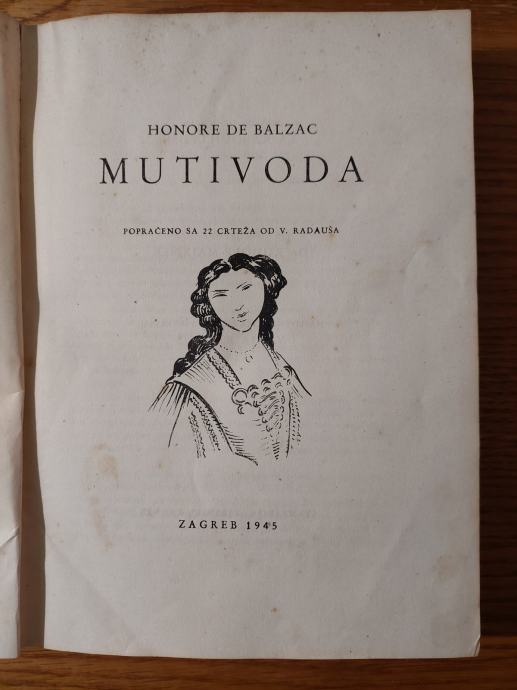 HONORE DE BALZAC
MUTIVODA
POPRAĆENO SA 22 CRTEŽA OD V. RADAUŠA
ZAGREB 1945